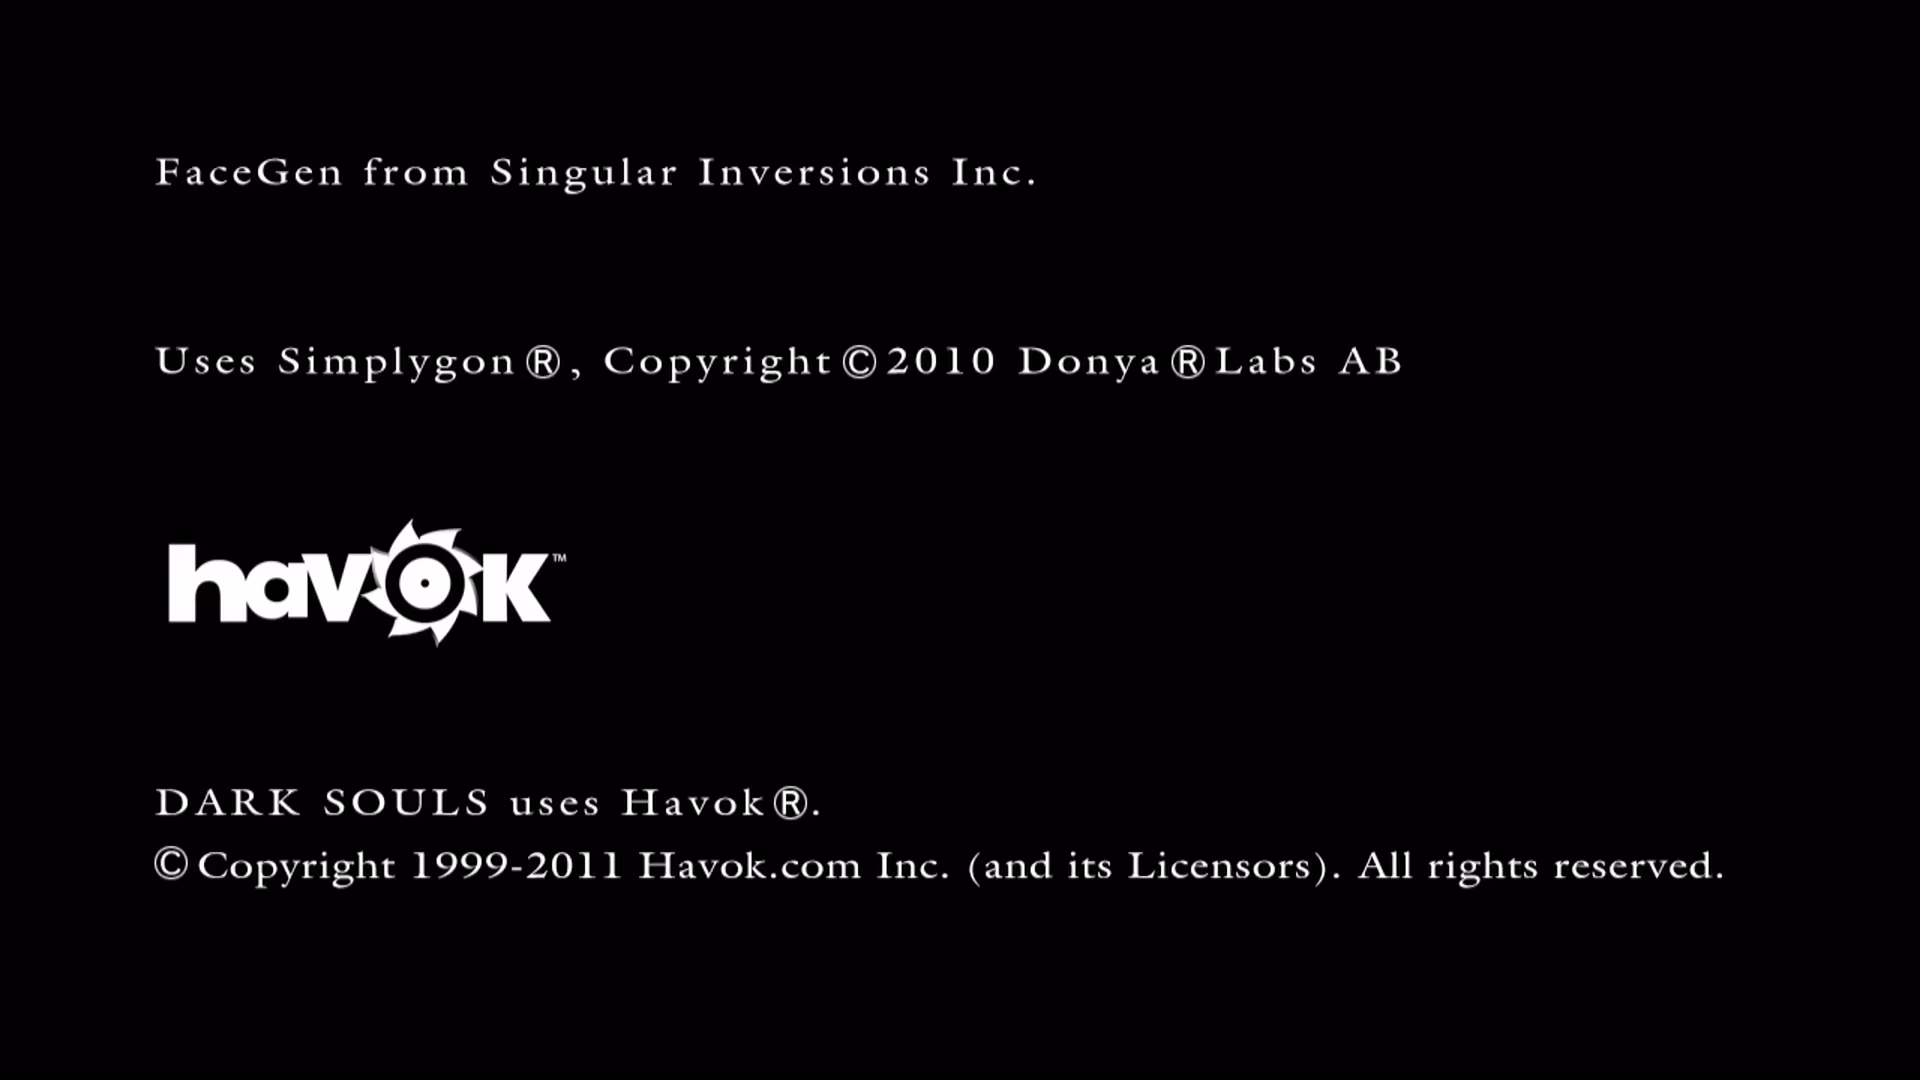 FaceGen from Singular Inversions Inc.
Uses Simplygon®, Copyright©2010 Donya®Labs AB
havok™
DARK SOULS uses Havok®.
©Copyright 1999-2011 Havok.com Inc. (and its Licensors). All rights reserved.